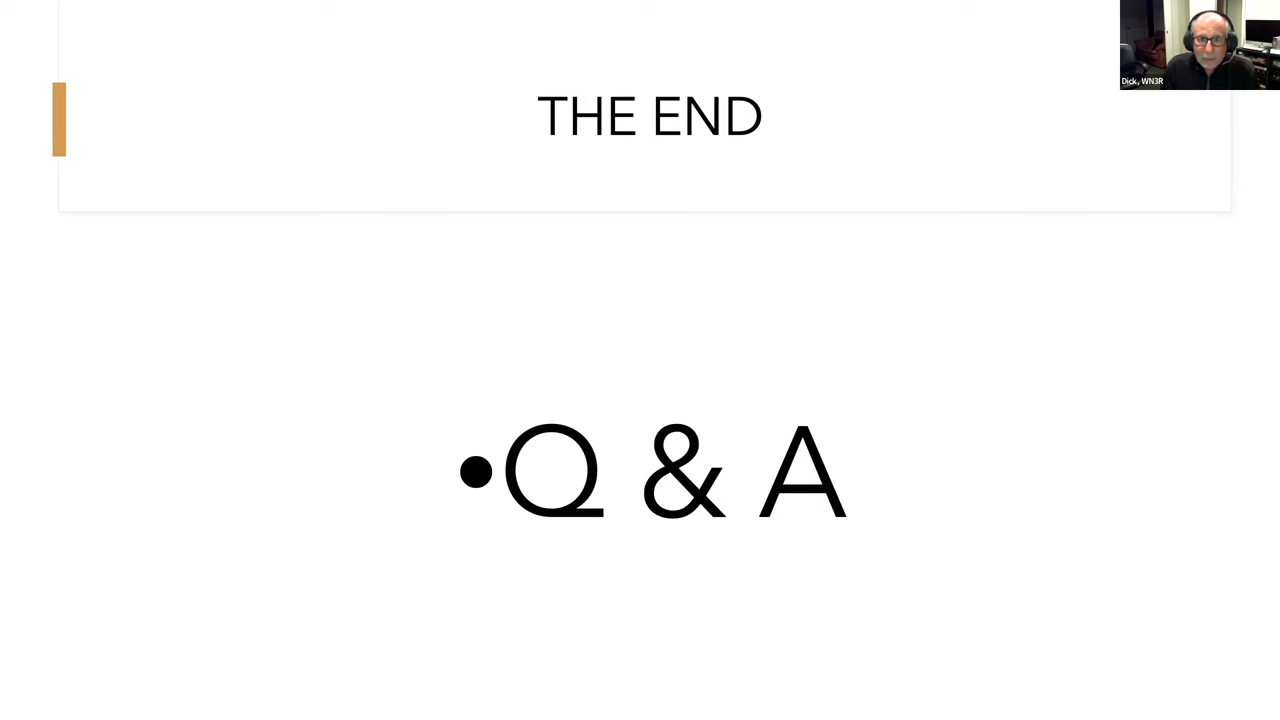 Dick, WN3R
THE END
•Q & A